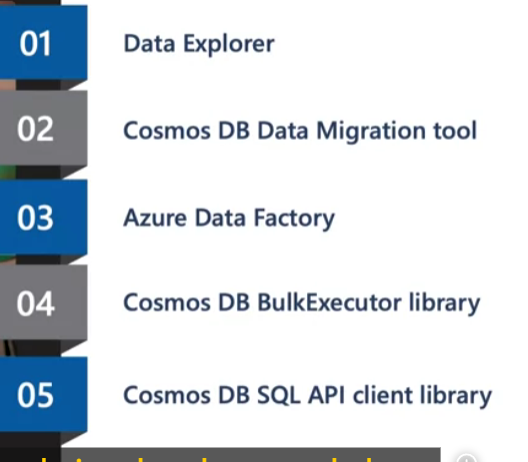 01 Data Explorer
02 Cosmos DB Data Migration tool
03 Azure Data Factory
04 Cosmos DB BulkExecutor library
05 Cosmos DB SQL API client library